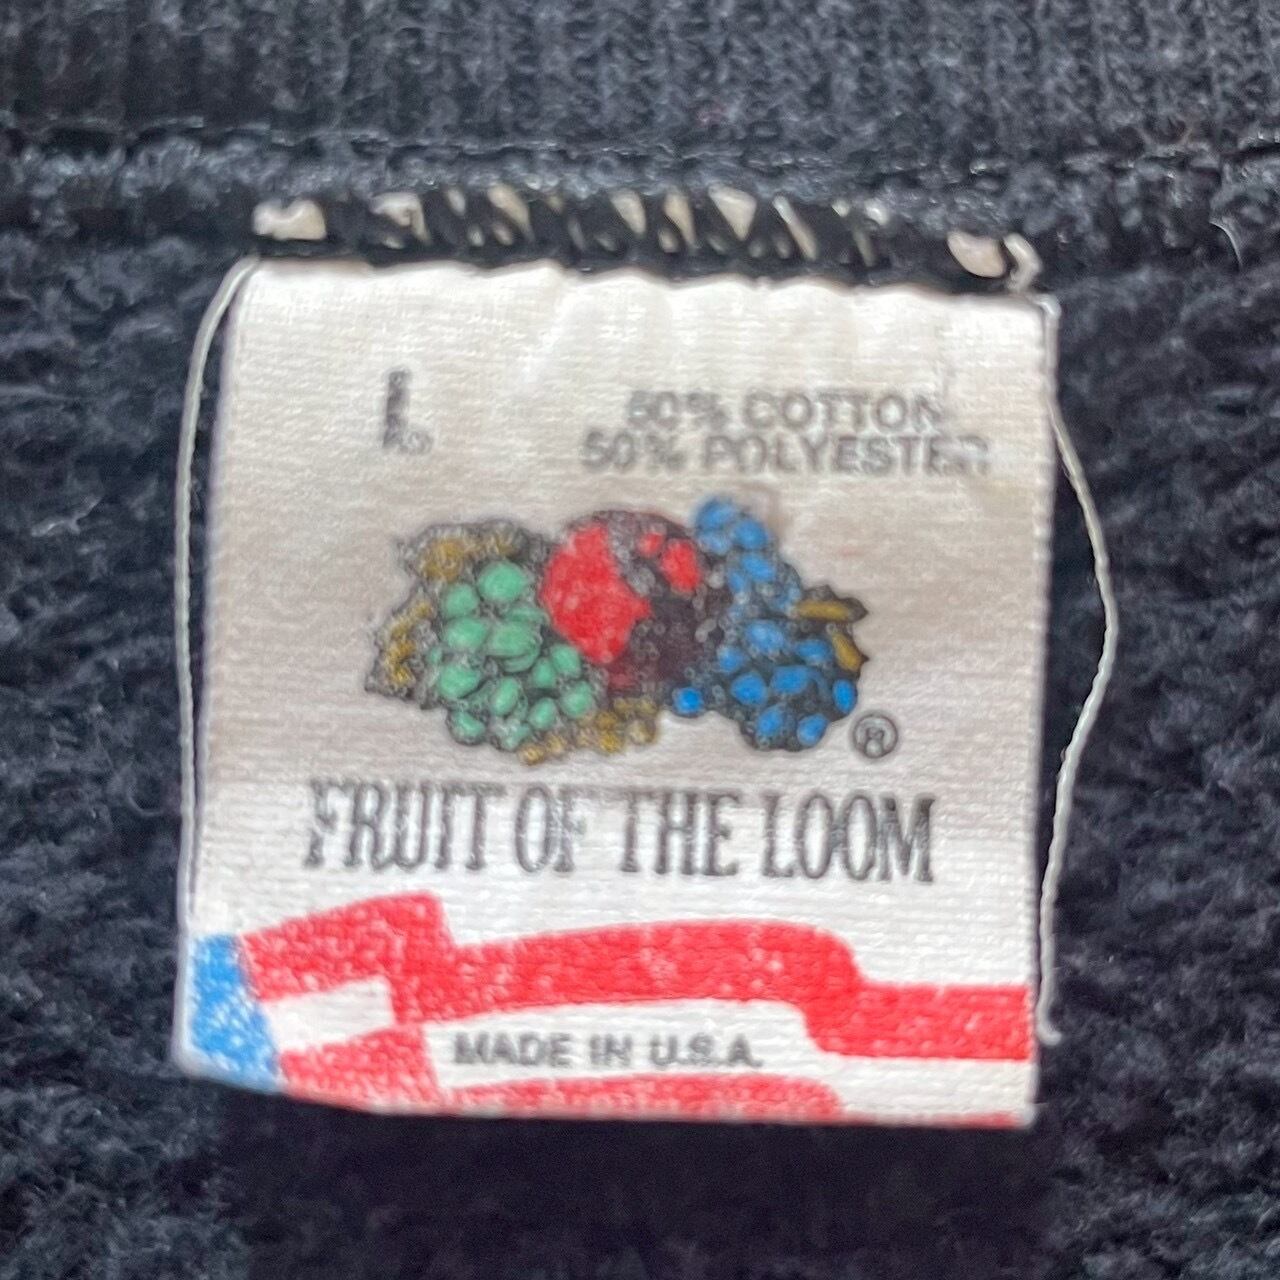 L
50% COTTON
50% POLYESTER
®
FRUIT OF THE LOOM
MADE IN U.S.A.